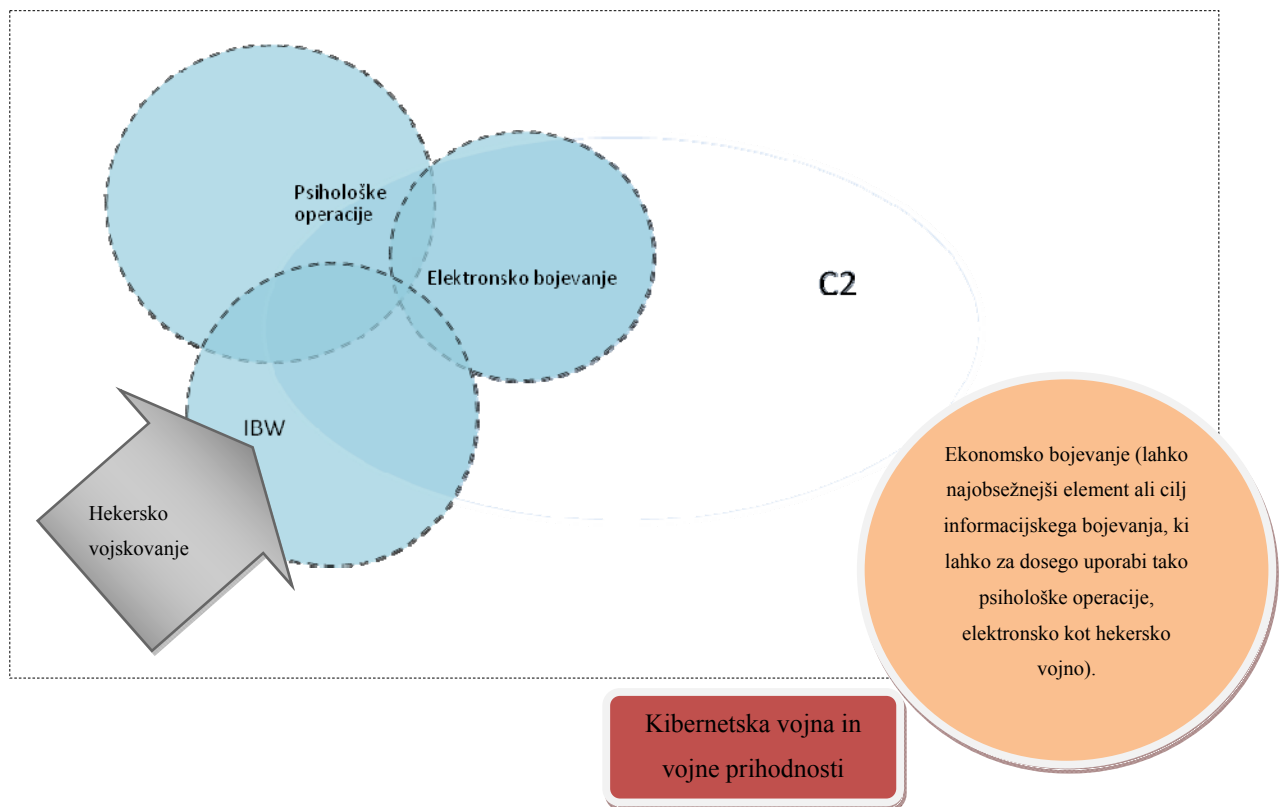 Psihološke
operacije
Elektronsko bojevanje
C2
IBW
Hekersko
vojskovanje
Ekonomsko bojevanje (lahko
najobsežnejši element ali cilj
informacijskega bojevanja, ki
lahko za dosego uporabi tako
psihološke operacije,
elektronsko kot hekersko
vojno).
Kibernetska vojna in
vojne prihodnosti